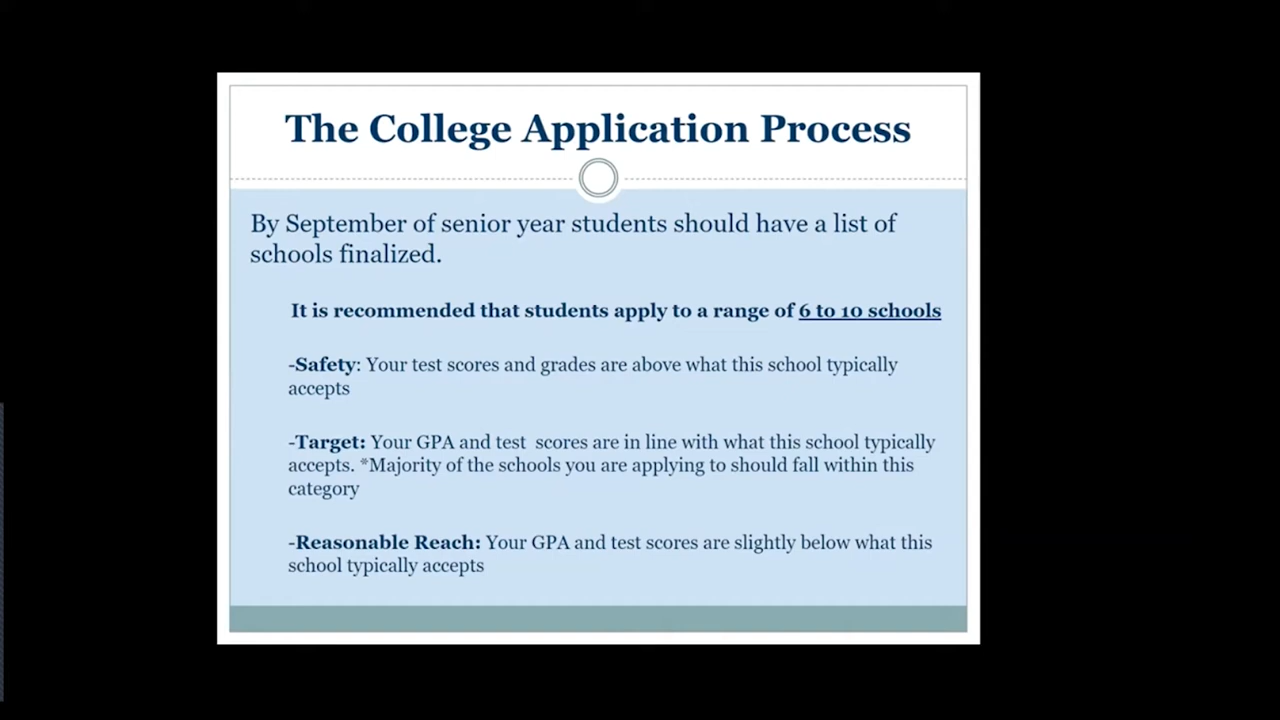 The College Application Process
By September of senior year students should have a list of
schools finalized.
It is recommended that students apply to a range of 6 to 10 schools
-Safety: Your test scores and grades are above what this school typically
accepts
-Target: Your GPA and test  scores are in line with what this school typically
accepts. *Majority of the schools you are applying to should fall within this
category
-Reasonable Reach: Your GPA and test scores are slightly below what this
school typically accepts